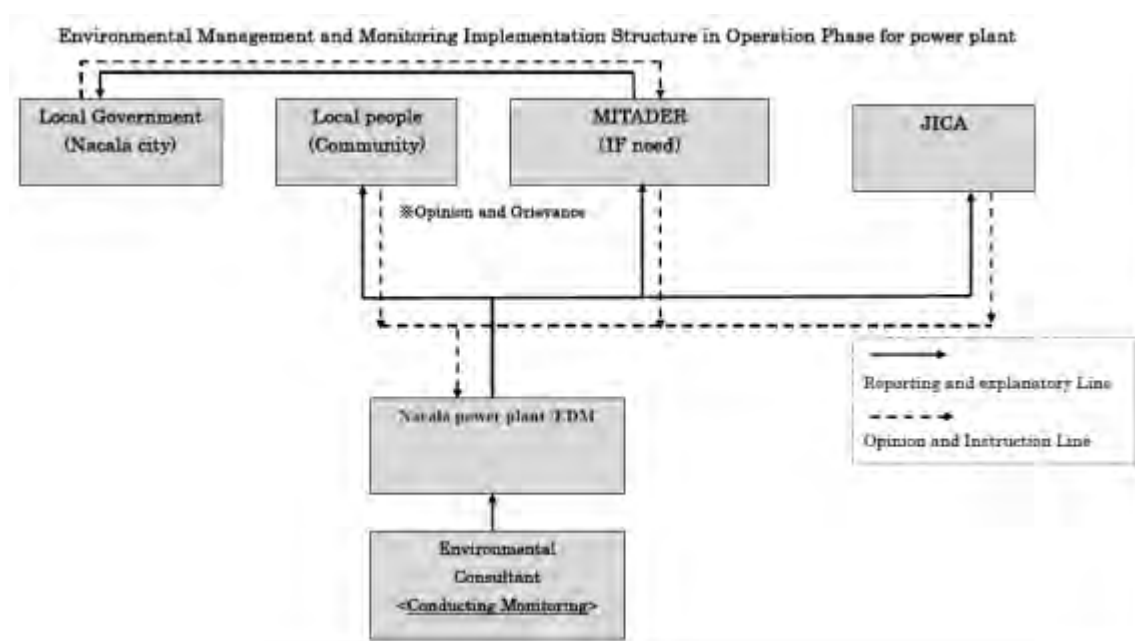 Environmental Management and Monitoring Implementation Structure in Operation Phase for power plant
Local Government
(Nacala city)
Local people
(Community)
MITADER
(IF need)
JICA
※Opinion and Grievance
Nacala power plant EDM
Reporting and explanatory Line
Opinion and Instruction Line
Environmental
Consultant
<Conducting Monitoring>